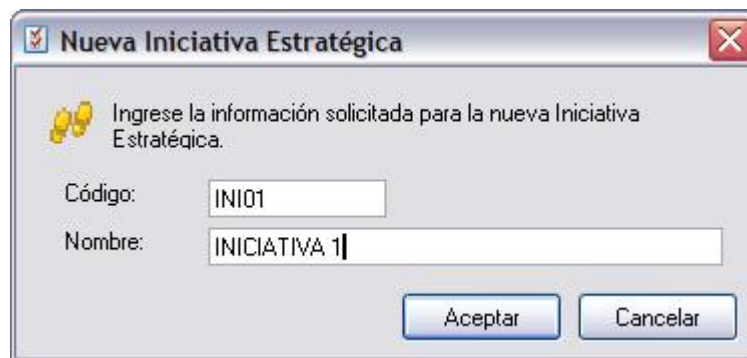 Nueva Iniciativa Estratégica
Ingrese la información solicitada para la nueva Iniciativa
Estratégica.
Código: INI01
Nombre: INICIATIVA 1
Aceptar Cancelar